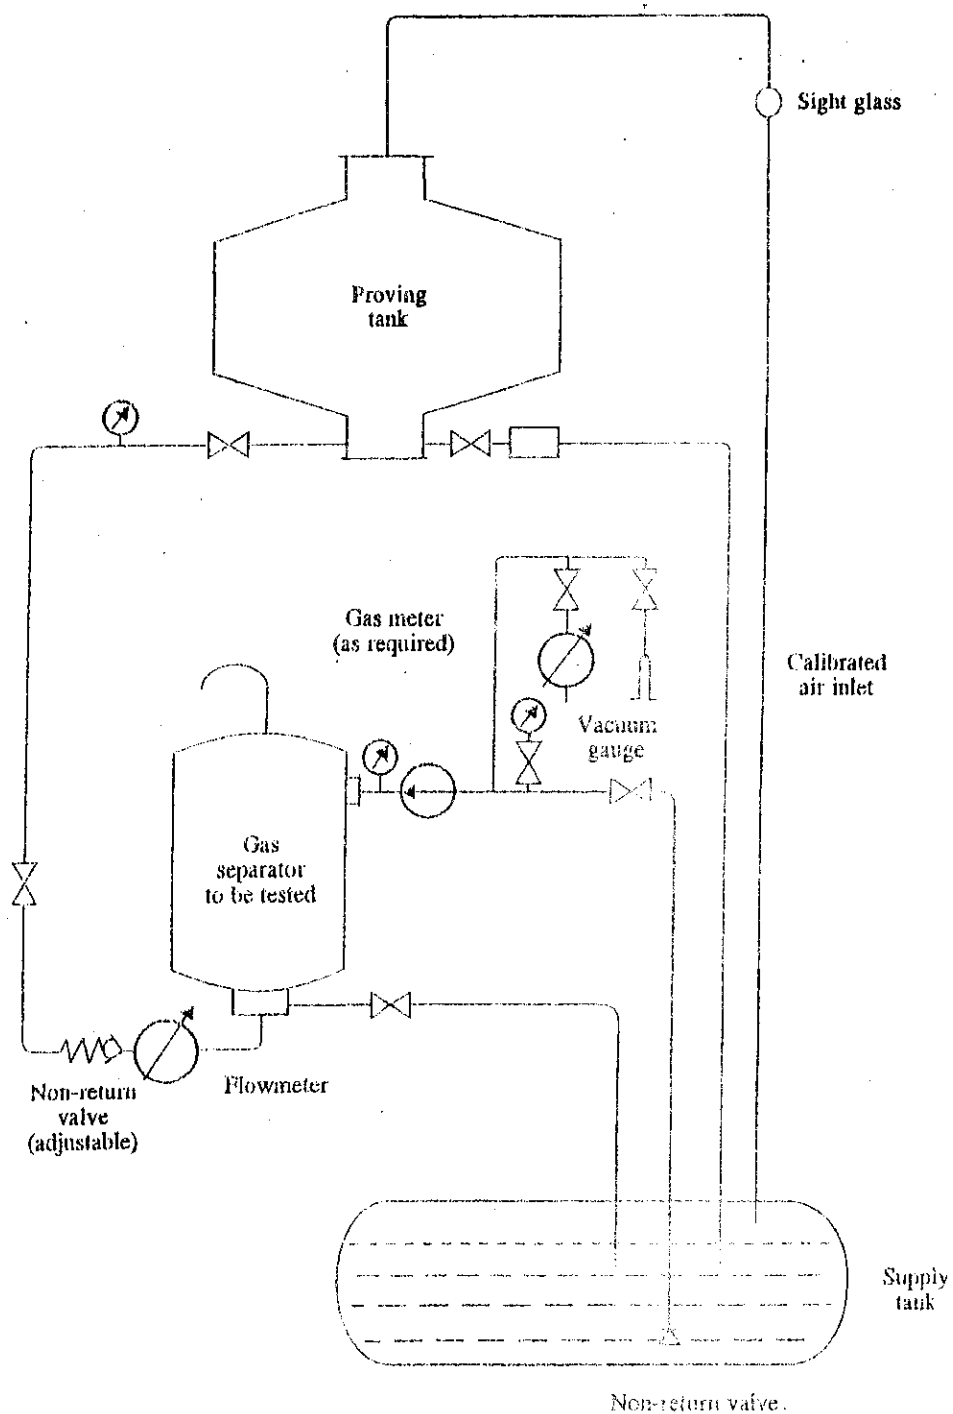 Sight glass
Proving
tank
Gas meter
(as required)
Calibrated
air inlet
Vacuum
gauge
Gas
separator
to be tested
Flowmeter
Non-return
valve
(adjustable)
Supply
tank
Non-return valve.